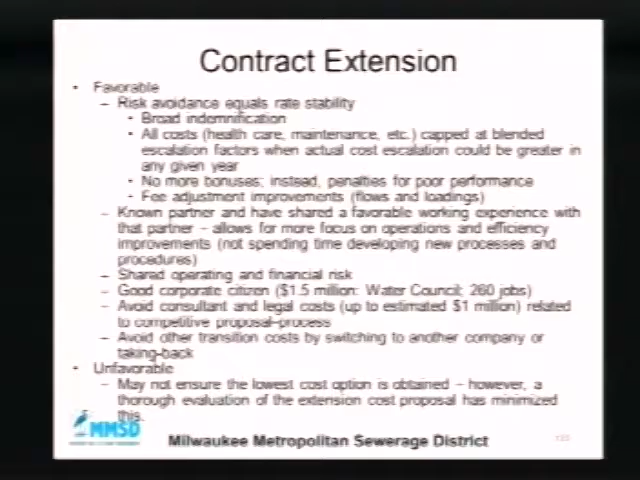 Contract Extension
• Favorable
– Risk avoidance equals rate stability
• Broad indemnification
• All costs (health care, maintenance, etc.) capped at blended
escalation factors when actual cost escalation could be greater in
any given year
• No more bonuses; instead, penalties for poor performance
• Fee adjustment improvements (flows and loadings)
– Known partner and have shared a favorable working experience with
that partner – allows for more focus on operations and efficiency
improvements (not spending time developing new processes and
procedures)
– Shared operating and financial risk
– Good corporate citizen ($1.5 million: Water Council; 260 jobs)
– Avoid consultant and legal costs (up to estimated $1 million) related
to competitive proposal-process
– Avoid other transition costs by switching to another company or
taking-back
• Unfavorable
– May not ensure the lowest cost option is obtained – however, a
thorough evaluation of the extension cost proposal has minimized
this.
MMSD
Milwaukee Metropolitan Sewerage District